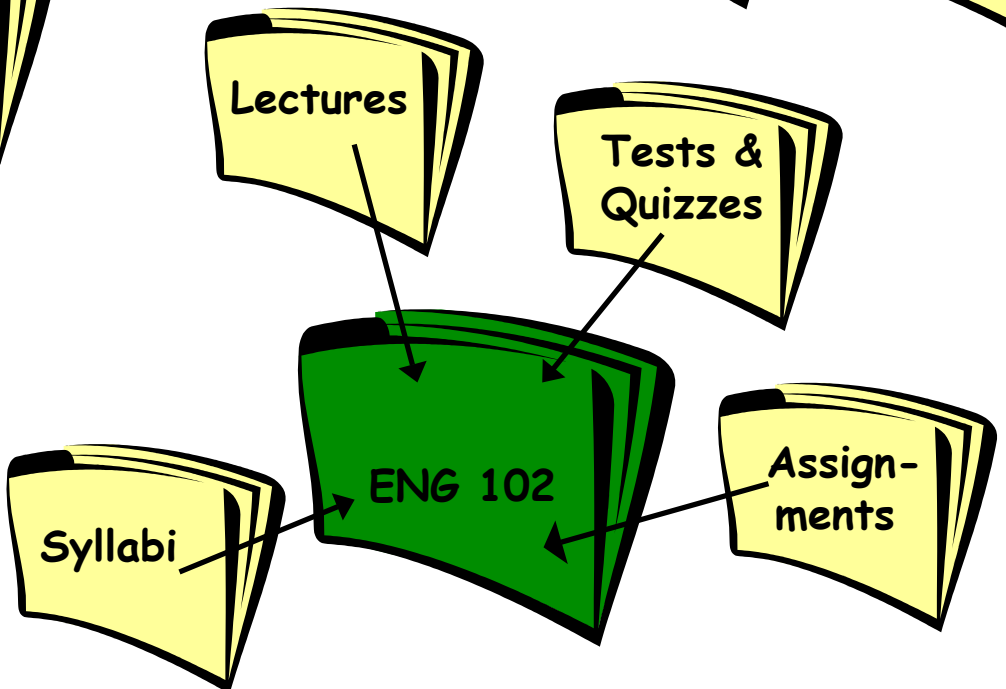 Lectures
Tests &
Quizzes
ENG 102
Assign-
ments
Syllabi